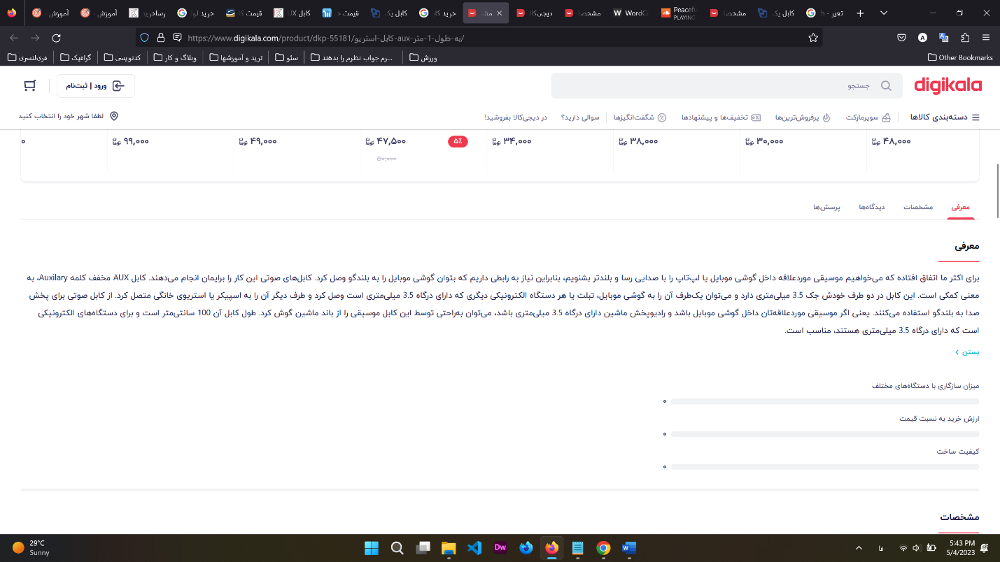 آموزش
آموزش
رساخرید
خرید لوا
قیمت کا
کابل UX
قیمت خ
کابل یک
خرید کار
مشخ
دیجی‌کالا
مشخصا
WordCo
Peaceful
PLAYING
مشخصا
کابل یک
تعبیر - h
https://www.digikala.com/product/dkp-55181/کابل-استریو-aux-به-طول-1-متر/
فریلنسری
گرافیک
کدنویسی
وبلاگ و کار
ترید و آموزشها
سئو
...رم جواب نظرم را بدهند
ورزش
Other Bookmarks
digikala
جستجو
ورود | ثبت‌نام
دسته‌بندی کالاها
سوپرمارکت
پرفروش‌ترین‌ها
تخفیف‌ها و پیشنهادها
شگفت‌انگیزها
سوالی دارید؟
در دیجی‌کالا بفروشید!
لطفا شهر خود را انتخاب کنید
۴۸,۰۰۰ تومان
۳۰,۰۰۰ تومان
۳۸,۰۰۰ تومان
۳۴,۰۰۰ تومان
۵٪
۴۷,۵۰۰ تومان
۵۰,۰۰۰
۴۹,۰۰۰ تومان
۹۹,۰۰۰ تومان
۰
معرفی
مشخصات
دیدگاه‌ها
پرسش‌ها
معرفی
برای اکثر ما اتفاق افتاده که می‌خواهیم موسیقی موردعلاقه داخل گوشی موبایل یا لپ‌تاپ را با صدایی رسا و بلندتر بشنویم، بنابراین نیاز به رابطی داریم که بتوان گوشی موبایل را به بلندگو وصل کرد. کابل‌های صوتی این کار را برایمان انجام می‌دهند. کابل AUX مخفف کلمه Auxilary، به
معنی کمکی است. این کابل در دو طرف خودش جک 3.5 میلی‌متری دارد و می‌توان یک‌طرف آن را به گوشی موبایل، تبلت یا هر دستگاه الکترونیکی دیگری که دارای درگاه 3.5 میلی‌متری است وصل کرد و طرف دیگر آن را به اسپیکر یا استریوی خانگی متصل کرد. از کابل صوتی برای پخش
صدا به بلندگو استفاده می‌کنند. یعنی اگر موسیقی موردعلاقه‌تان داخل گوشی موبایل باشد و رادیوپخش ماشین دارای درگاه 3.5 میلی‌متری باشد، می‌توان به‌راحتی توسط این کابل موسیقی را از باند ماشین گوش کرد. طول کابل آن 100 سانتی‌متر است و برای دستگاه‌های الکترونیکی
است که دارای درگاه 3.5 میلی‌متری هستند، مناسب است.
بستن
میزان سازگاری با دستگاه‌های مختلف
۰
ارزش خرید به نسبت قیمت
۰
کیفیت ساخت
۰
مشخصات
29°C
Sunny
فا
5:43 PM
5/4/2023